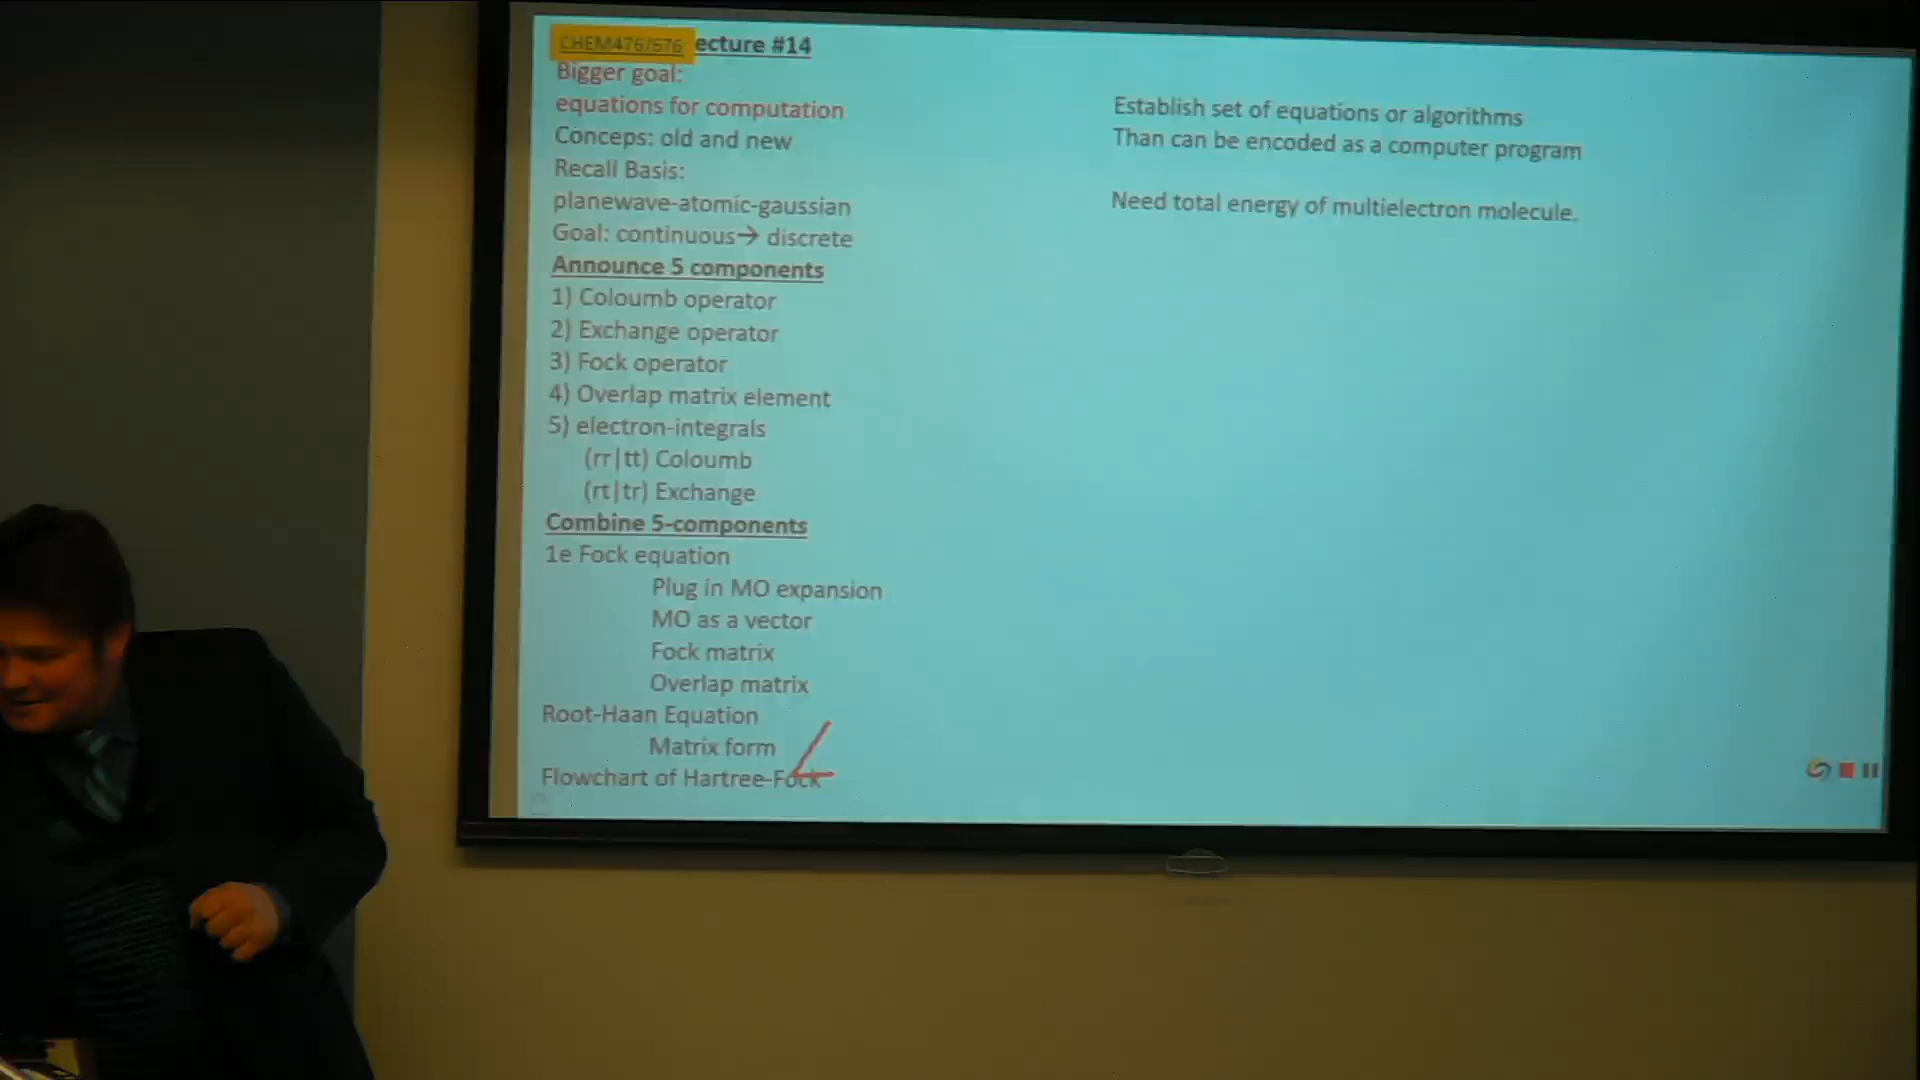 CHEM476/676 ecture #14
Bigger goal:
equations for computation
Conceps: old and new
Recall Basis:
planewave-atomic-gaussian
Goal: continuous→ discrete
Announce 5 components
1) Coloumb operator
2) Exchange operator
3) Fock operator
4) Overlap matrix element
5) electron-integrals
(rr|tt) Coloumb
(rt|tr) Exchange
Combine 5-components
1e Fock equation
Plug in MO expansion
MO as a vector
Fock matrix
Overlap matrix
Root-Haan Equation
Matrix form
Flowchart of Hartree-Fock
Establish set of equations or algorithms
Than can be encoded as a computer program
Need total energy of multielectron molecule.